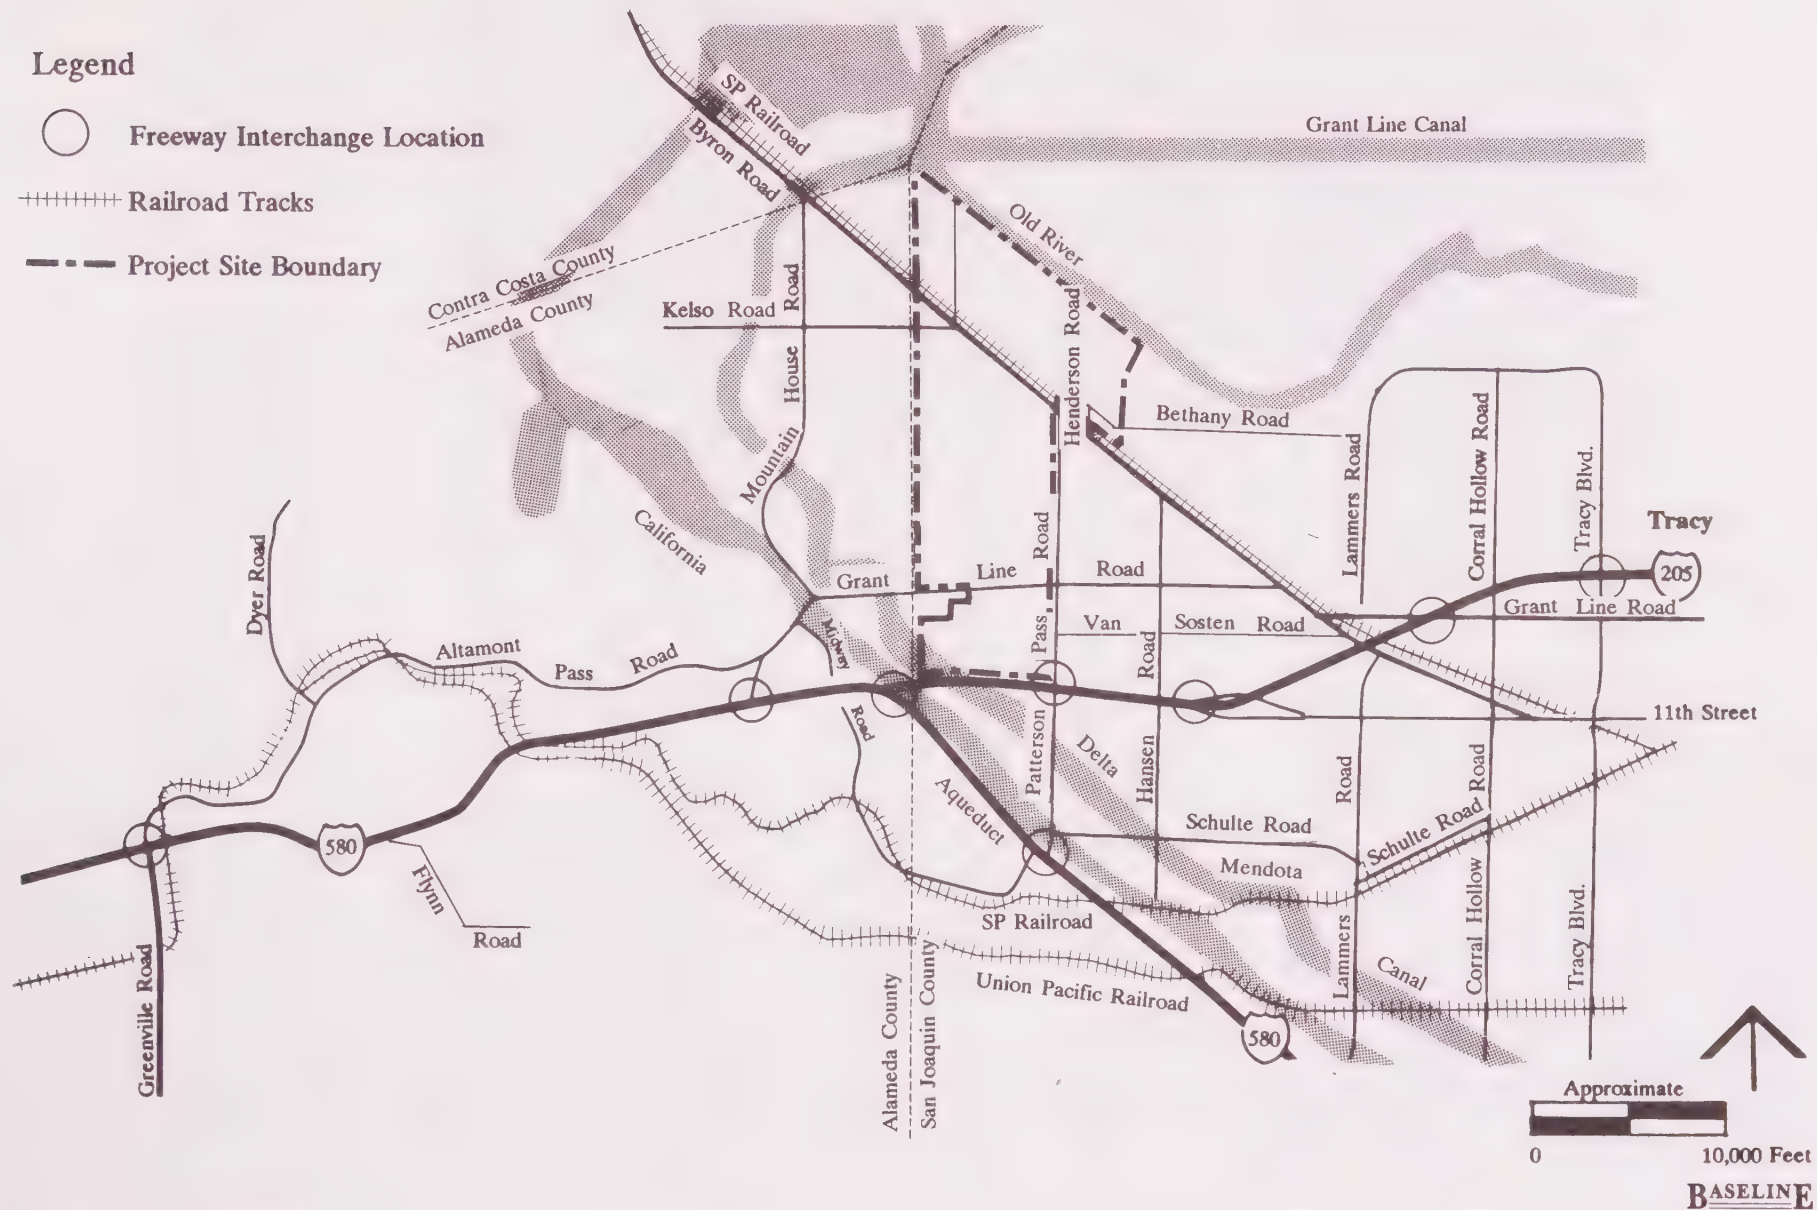 Legend
Freeway Interchange Location
Railroad Tracks
Project Site Boundary
SP Railroad
Byron Road
Grant Line Canal
Old River
Contra Costa County
Alameda County
Kelso Road
Mountain House Road
Henderson Road
Bethany Road
Lammers Road
Corral Hollow Road
Tracy Blvd.
Tracy
205
California
Dyer Road
Grant Line Road
Grant Line Road
Van Sosten Road
Midway
Road
Altamont Pass Road
Patterson Pass Road
Hansen Road
11th Street
Delta
Aqueduct
Schulte Road
Schulte Road
Mendota
Canal
580
Flynn
Road
SP Railroad
Union Pacific Railroad
Greenville Road
Alameda County
San Joaquin County
Lammers Road
Corral Hollow Road
Tracy Blvd.
580
Approximate
0 10,000 Feet
BASELINE